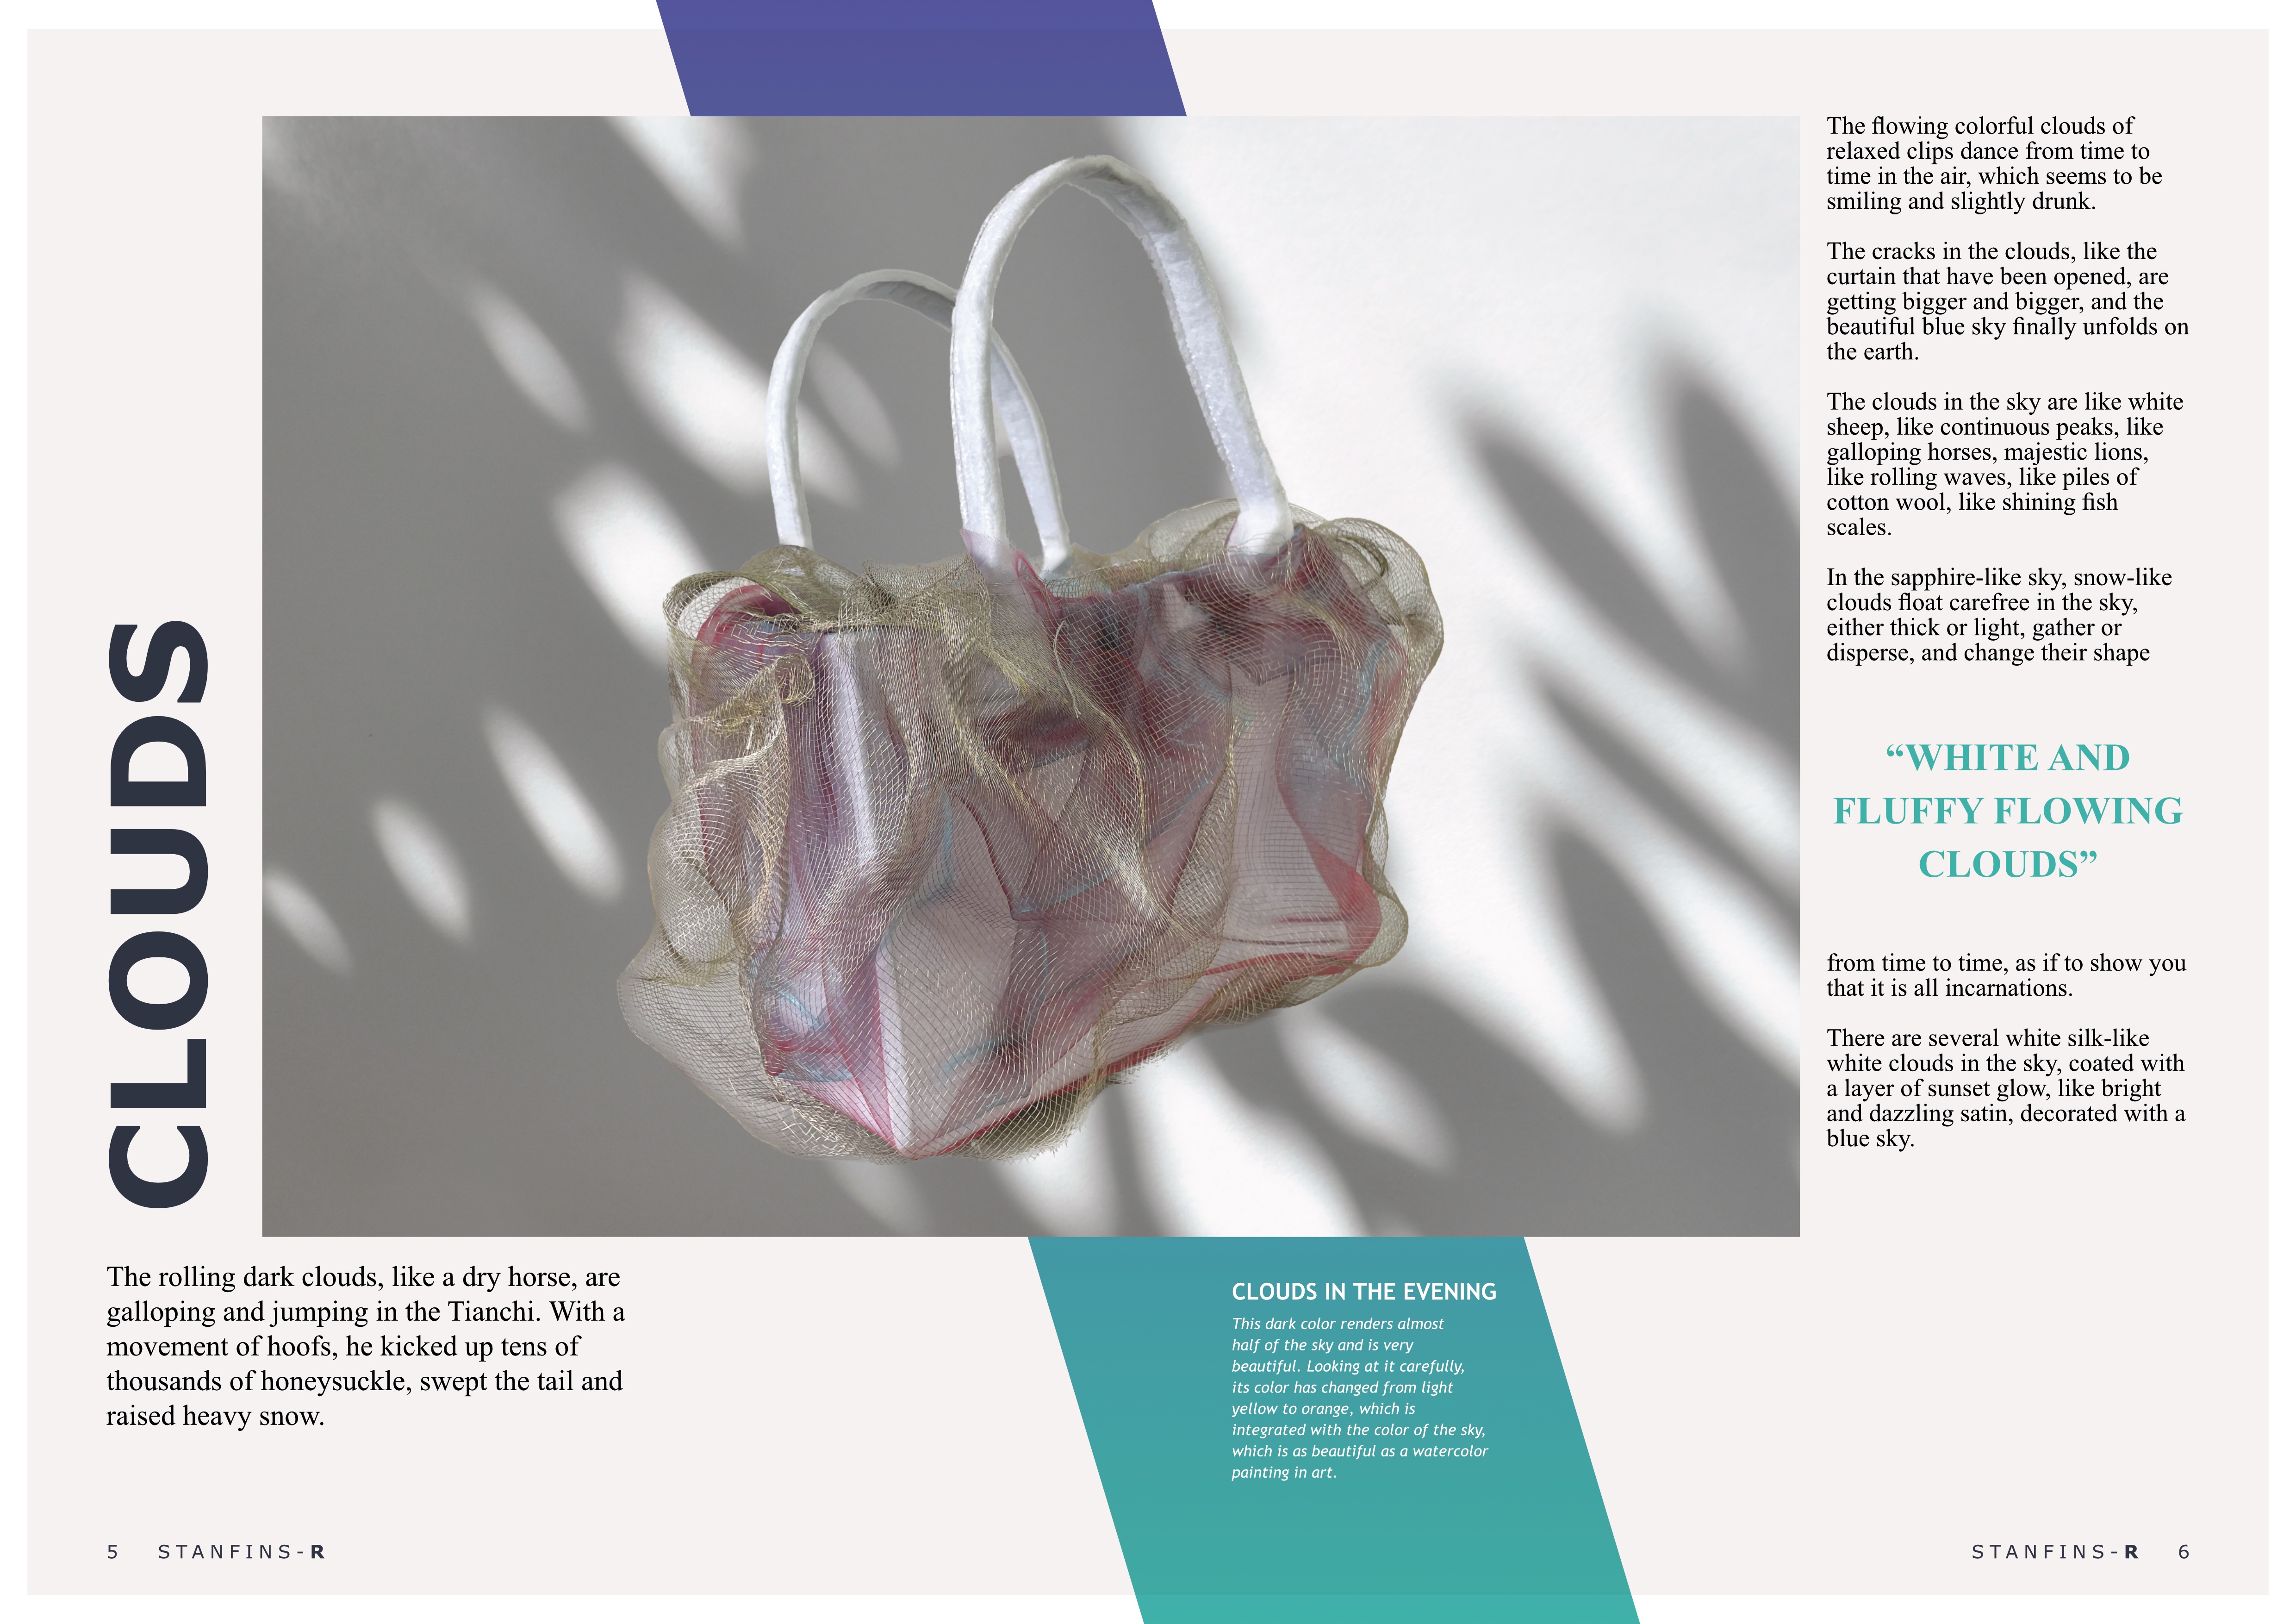 CLOUDS
The rolling dark clouds, like a dry horse, are
galloping and jumping in the Tianchi. With a
movement of hoofs, he kicked up tens of
thousands of honeysuckle, swept the tail and
raised heavy snow.
CLOUDS IN THE EVENING
This dark color renders almost
half of the sky and is very
beautiful. Looking at it carefully,
its color has changed from light
yellow to orange, which is
integrated with the color of the sky,
which is as beautiful as a watercolor
painting in art.
The flowing colorful clouds of
relaxed clips dance from time to
time in the air, which seems to be
smiling and slightly drunk.
The cracks in the clouds, like the
curtain that have been opened, are
getting bigger and bigger, and the
beautiful blue sky finally unfolds on
the earth.
The clouds in the sky are like white
sheep, like continuous peaks, like
galloping horses, majestic lions,
like rolling waves, like piles of
cotton wool, like shining fish
scales.
In the sapphire-like sky, snow-like
clouds float carefree in the sky,
either thick or light, gather or
disperse, and change their shape
“WHITE AND
FLUFFY FLOWING
CLOUDS”
from time to time, as if to show you
that it is all incarnations.
There are several white silk-like
white clouds in the sky, coated with
a layer of sunset glow, like bright
and dazzling satin, decorated with a
blue sky.
5 STANFINS-R
STANFINS-R 6